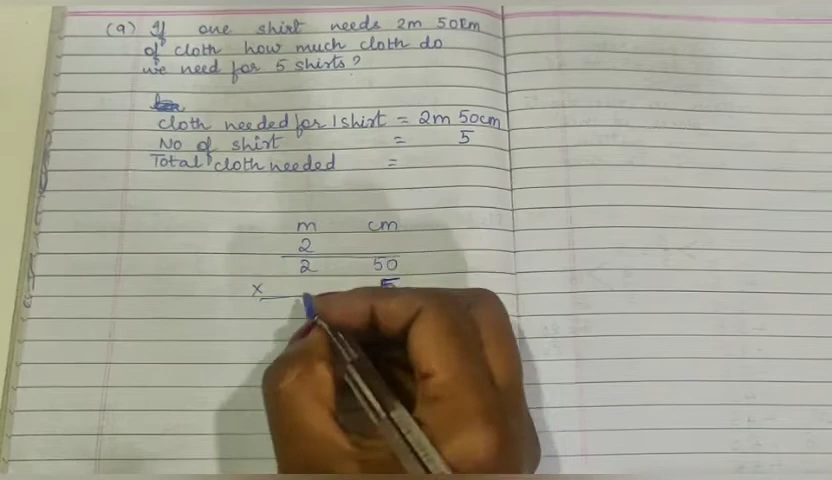 (9) If one shirt needs 2m 50cm
of cloth how much cloth do
we need for 5 shirts?
cloth needed for 1 shirt = 2m 50cm
No of shirt = 5
Total cloth needed =
m cm
2
2 50
× 5